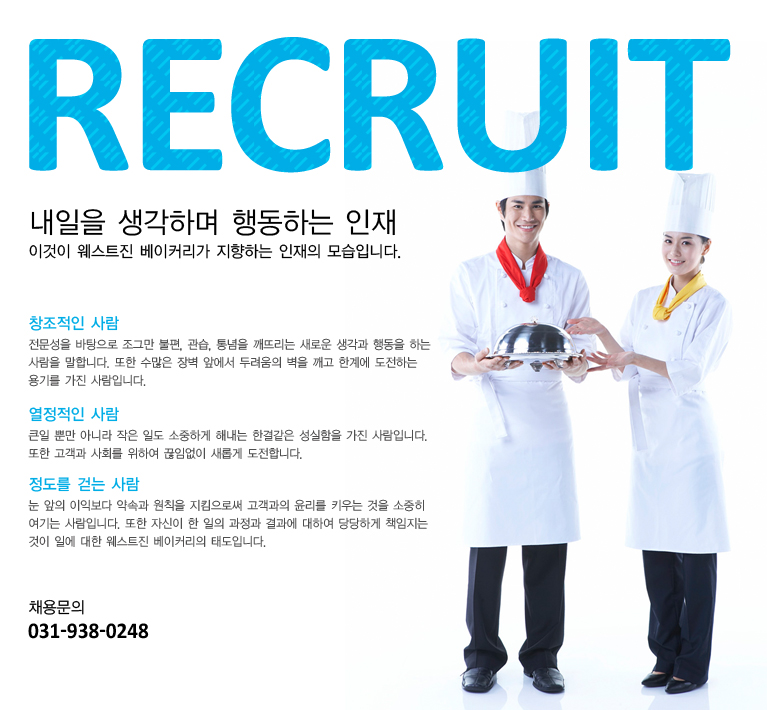 RECRUIT
내일을 생각하며 행동하는 인재
이것이 웨스트진 베이커리가 지향하는 인재의 모습입니다.
창조적인 사람
전문성을 바탕으로 조그만 불편, 관습, 통념을 깨뜨리는 새로운 생각과 행동을 하는
사람을 말합니다. 또한 수많은 장벽 앞에서 두려움의 벽을 깨고 한계에 도전하는
용기를 가진 사람입니다.
열정적인 사람
큰일 뿐만 아니라 작은 일도 소중하게 해내는 한결같은 성실함을 가진 사람입니다.
또한 고객과 사회를 위하여 끊임없이 새롭게 도전합니다.
정도를 걷는 사람
눈 앞의 이익보다 약속과 원칙을 지킴으로써 고객과의 윤리를 키우는 것을 소중히
여기는 사람입니다. 또한 자신이 한 일의 과정과 결과에 대하여 당당하게 책임지는
것이 일에 대한 웨스트진 베이커리의 태도입니다.
채용문의
031-938-0248